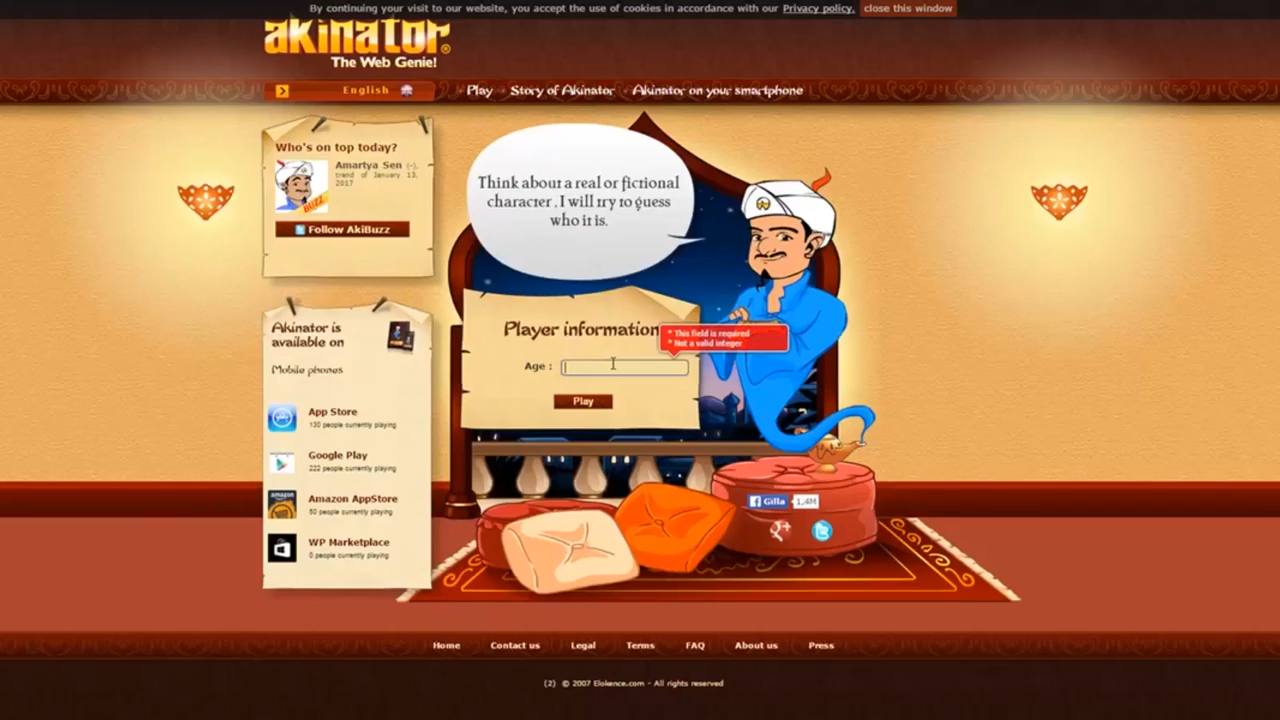 By continuing your visit to our website, you accept the use of cookies in accordance with our Privacy policy. close this window
akinator®
The Web Genie!
English
Play
Story of Akinator
Akinator on your smartphone
Who's on top today?
Amartya Sen (-),
trend of January 13,
2017
BUZZ
Follow AkiBuzz
Think about a real or fictional
character . I will try to guess
who it is.
Player information
* This field is required
* Not a valid integer
Age :
Play
Akinator is
available on
Mobile phones
App Store
130 people currently playing
Google Play
222 people currently playing
amazon
Amazon AppStore
50 people currently playing
WP Marketplace
0 people currently playing
Gilla 1,4M
Home
Contact us
Legal
Terms
FAQ
About us
Press
(2) © 2007 Elokence.com - All rights reserved